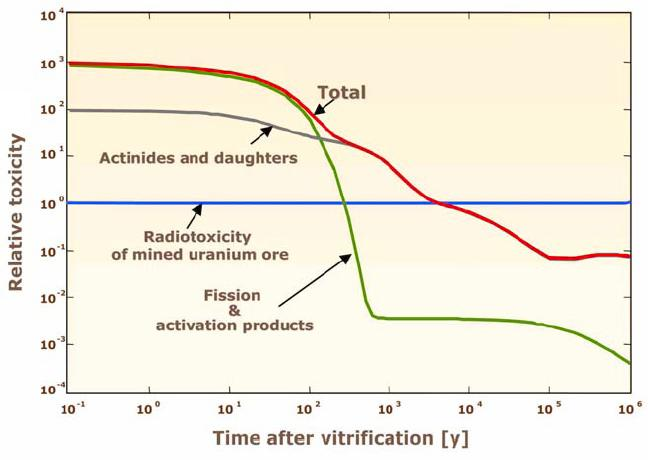 10 4
10 3
10 2
10 1
10 0
10 -1
10 -2
10 -3
10 -4
Relative toxicity
Total
Actinides and daughters
Radiotoxicity
of mined uranium ore
Fission
&
activation products
10 -1
10 0
10 1
10 2
10 3
10 4
10 5
10 6
Time after vitrification [y]